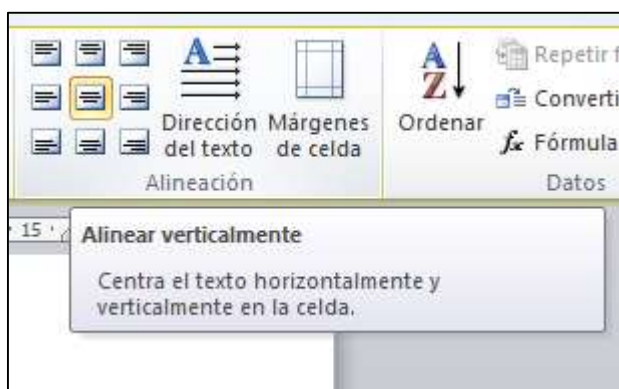 Dirección del texto
Márgenes de celda
Ordenar
Repetir f
Converti
Fórmula
Alineación
Datos
15
Alinear verticalmente
Centra el texto horizontalmente y
verticalmente en la celda.